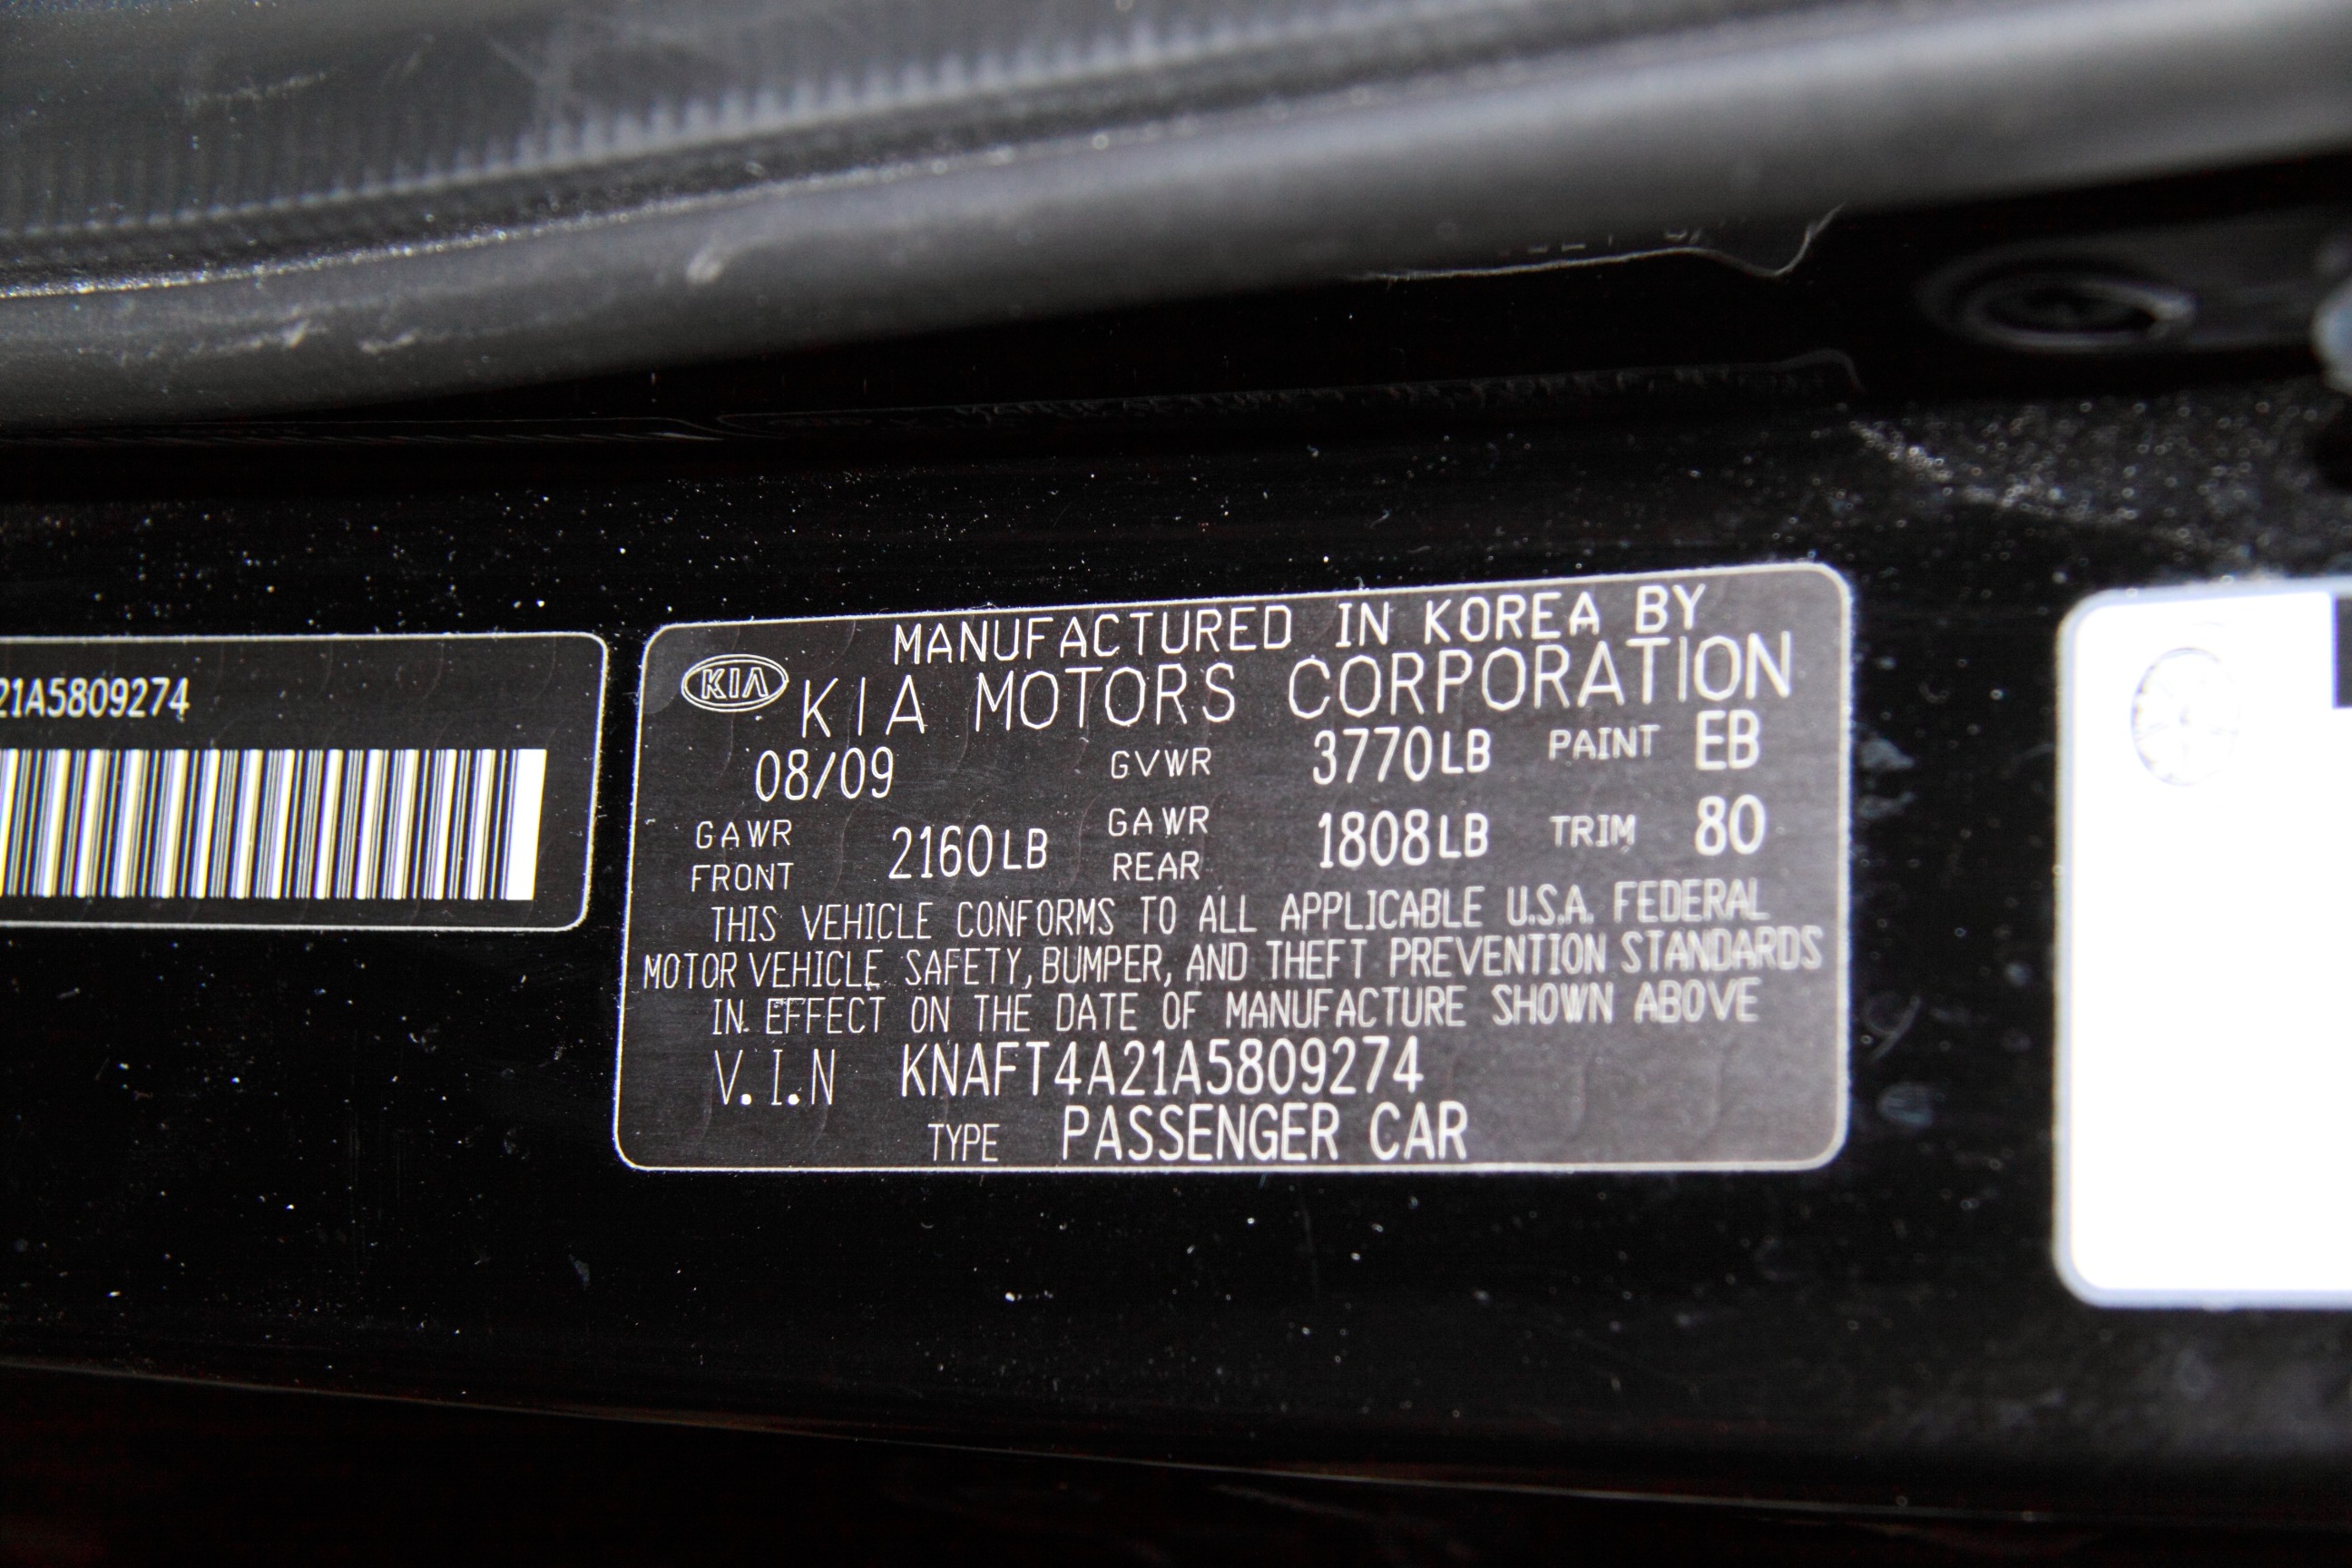 21A5809274
MANUFACTURED IN KOREA BY
KIA KIA MOTORS CORPORATION
08/09 GVWR 3770LB PAINT EB
GAWR FRONT 2160LB GAWR REAR 1808LB TRIM 80
THIS VEHICLE CONFORMS TO ALL APPLICABLE U.S.A. FEDERAL
MOTOR VEHICLE SAFETY, BUMPER, AND THEFT PREVENTION STANDARDS
IN EFFECT ON THE DATE OF MANUFACTURE SHOWN ABOVE
V.I.N KNAFT4A21A5809274
TYPE PASSENGER CAR